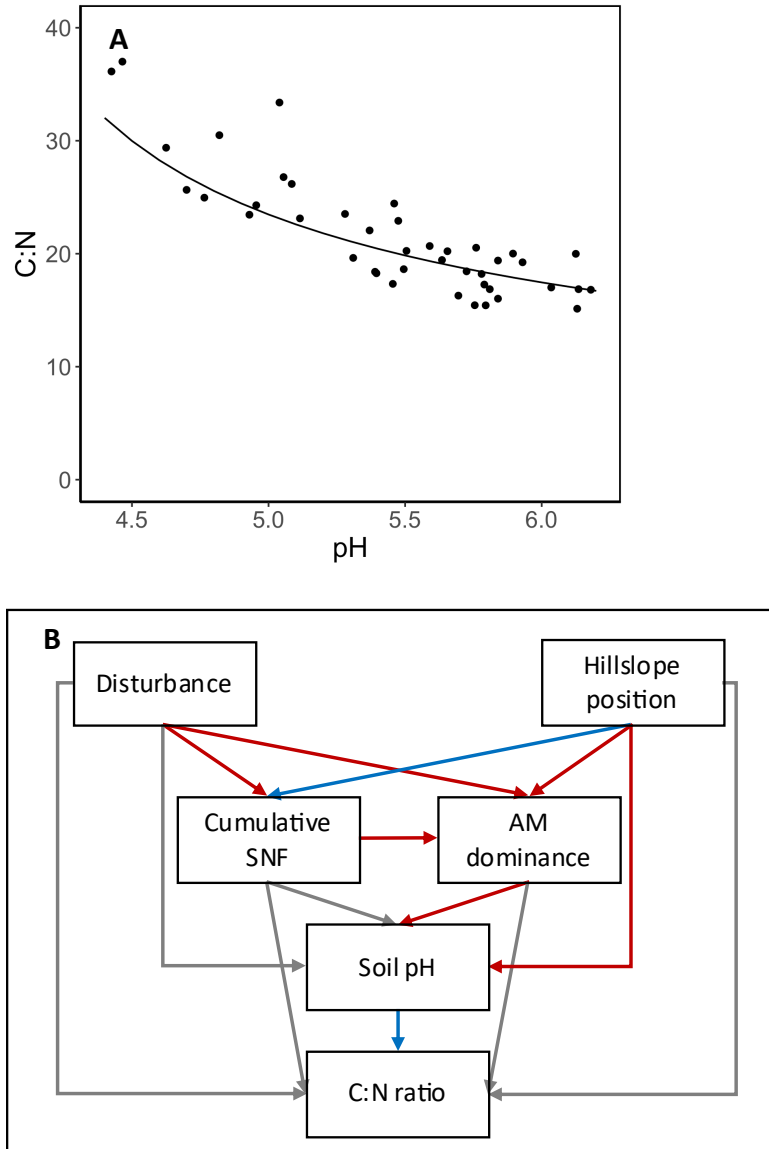 A
40
30
20
10
0
C:N
4.5 5.0 5.5 6.0
pH
B
Disturbance
Hillslope
position
Cumulative
SNF
AM
dominance
Soil pH
C:N ratio